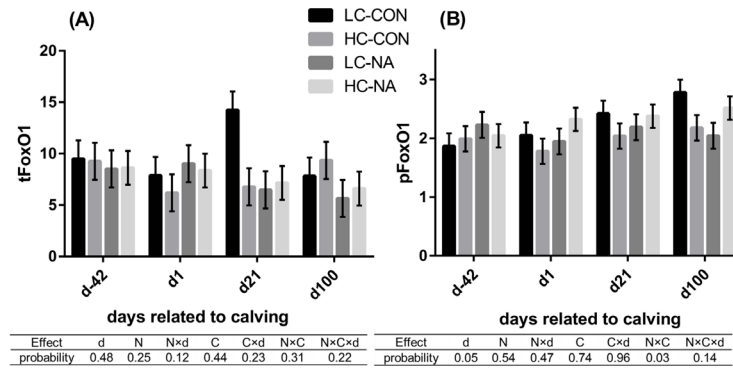 (A)
LC-CON
HC-CON
LC-NA
HC-NA
(B)
20
15
10
5
0
tFoxO1
d-42
d1
d21
d100
days related to calving
3
2
1
0
pFoxO1
d-42
d1
d21
d100
days related to calving
Effect d N N×d C C×d N×C N×C×d
probability 0.48 0.25 0.12 0.44 0.23 0.31 0.22
Effect d N N×d C C×d N×C N×C×d
probability 0.05 0.54 0.47 0.74 0.96 0.03 0.14